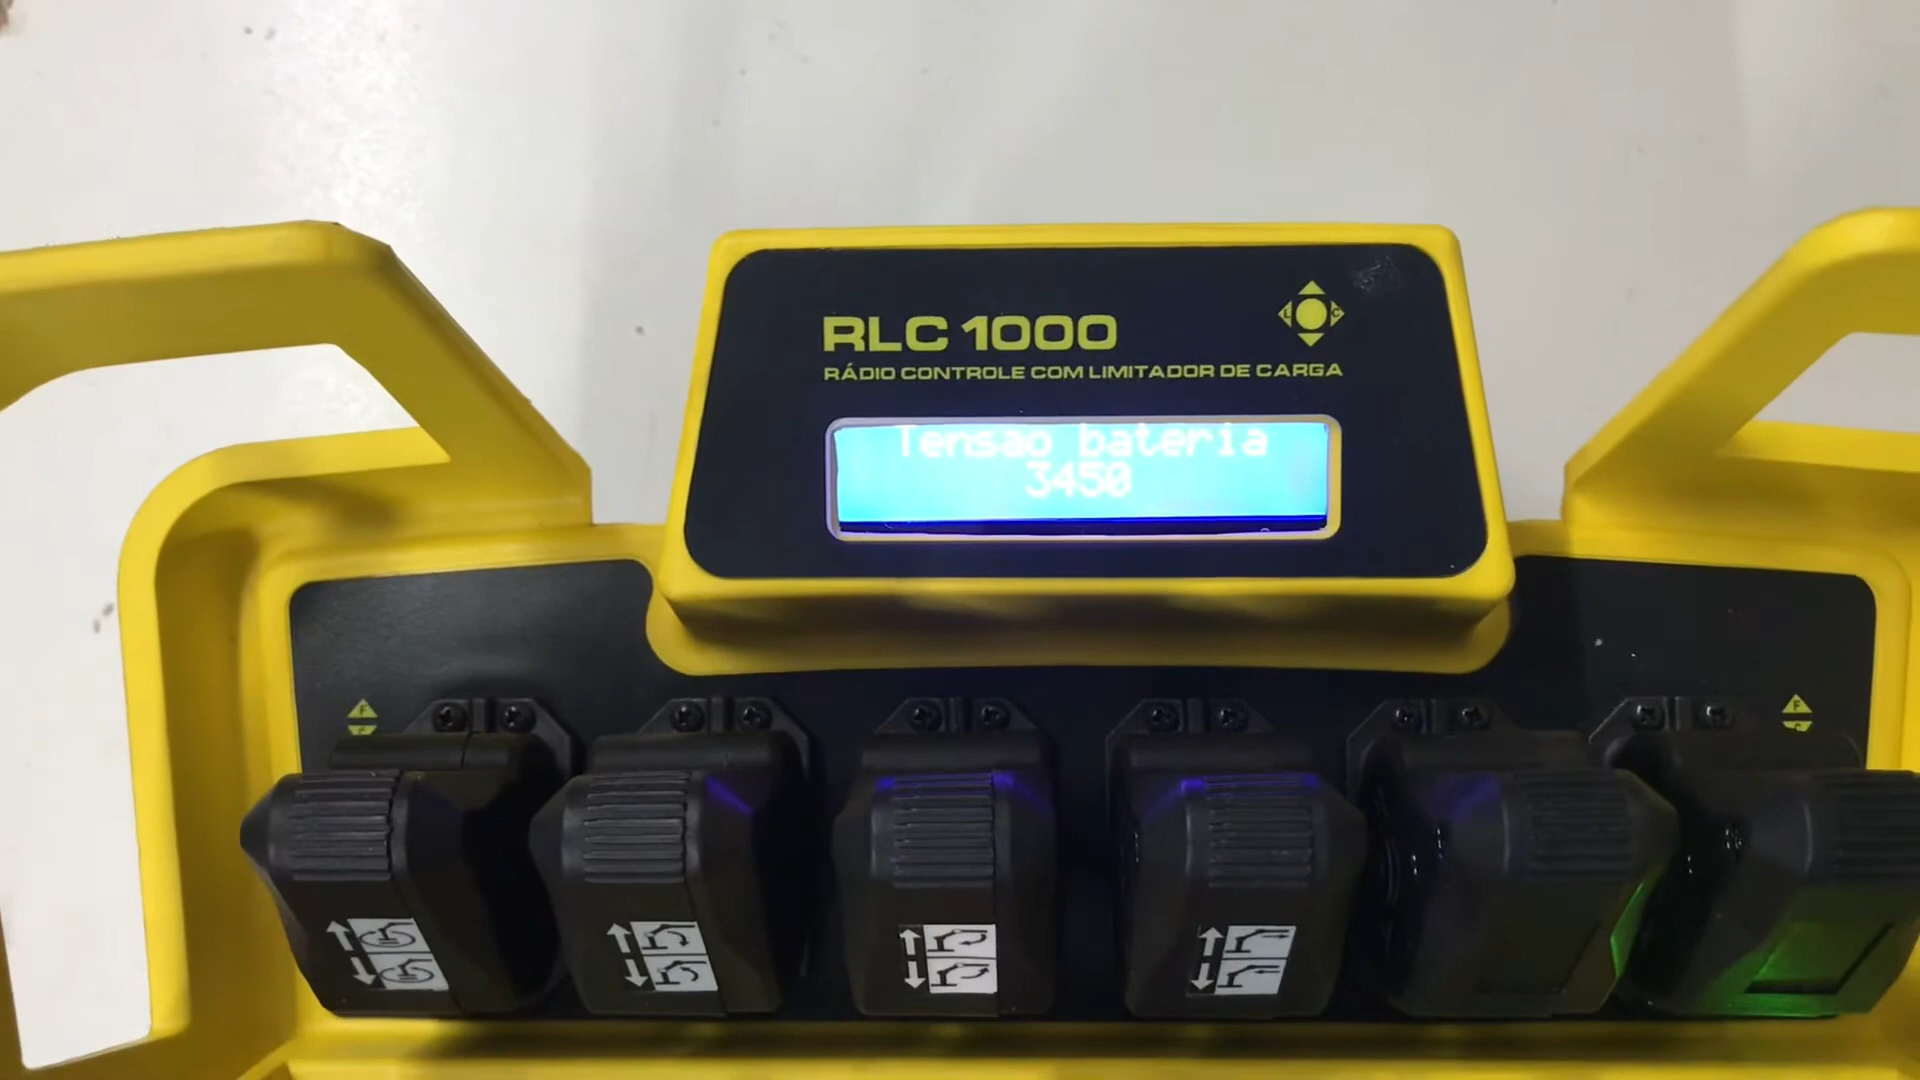 RLC 1000
L C
RÁDIO CONTROLE COM LIMITADOR DE CARGA
Tensao bateria
3450
F
F